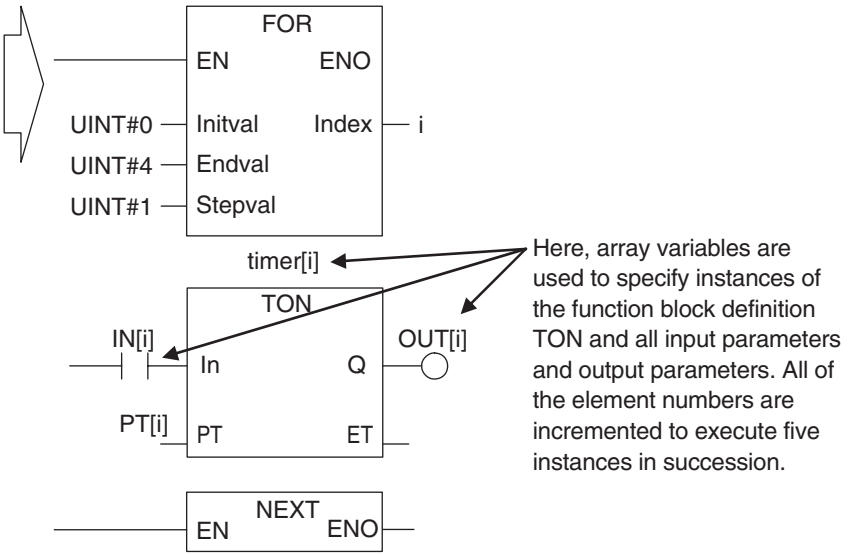 FOR
EN ENO
UINT#0 Initval Index i
UINT#4 Endval
UINT#1 Stepval
timer[i]
TON
IN[i] OUT[i]
In Q
PT[i] PT ET
NEXT
EN ENO
Here, array variables are
used to specify instances of
the function block definition
TON and all input parameters
and output parameters. All of
the element numbers are
incremented to execute five
instances in succession.